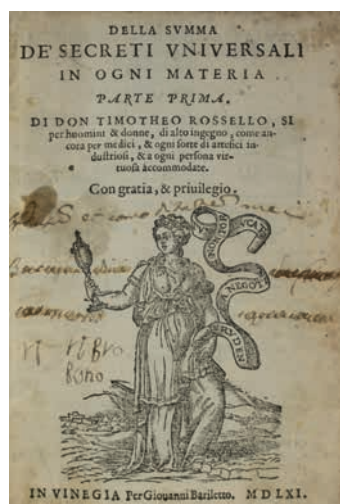 DELLA SVMMA
DE' SECRETI VNIVERSALI
IN OGNI MATERIA
PARTE PRIMA.
DI DON TIMOTHEO ROSSELLO, SI
per huomini & donne, di alto ingegno, come an-
cora per medici, & ogni sorte di artefici in-
dustriosi, & a ogni persona vir-
tuosa accommodate.
Con gratia, & priuilegio.
bono
IN VINEGIA Per Giouanni Bariletto. MDLXI.